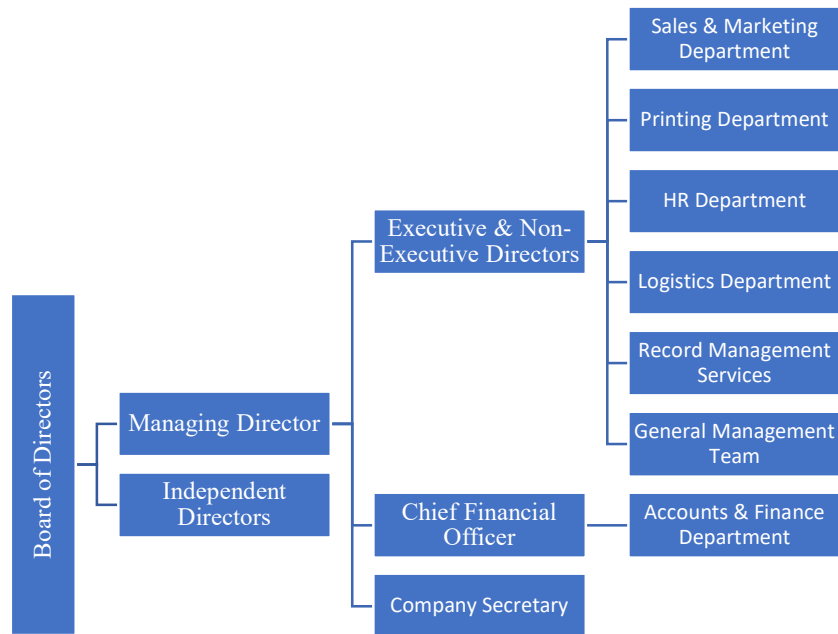 Board of Directors
Managing Director
Independent
Directors
Executive & Non-
Executive Directors
Chief Financial
Officer
Company Secretary
Sales & Marketing
Department
Printing Department
HR Department
Logistics Department
Record Management
Services
General Management
Team
Accounts & Finance
Department